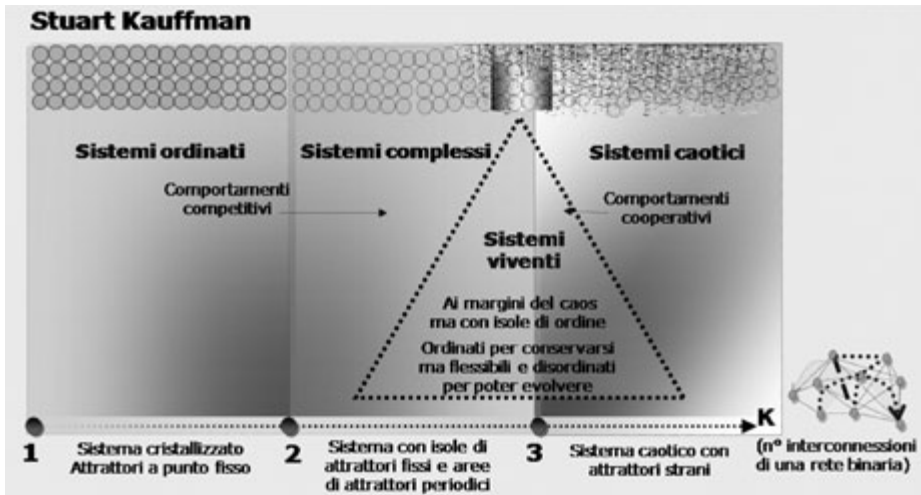 Stuart Kauffman
Sistemi ordinati
Sistemi complessi
Sistemi caotici
Comportamenti
competitivi
Comportamenti
cooperativi
Sistemi
viventi
Ai margini del caos
ma con isole di ordine
Ordinati per conservarsi
ma flessibili e disordinati
per poter evolvere
K
1
Sistema cristallizzato
Attrattori a punto fisso
2
Sistema con isole di
attrattori fissi e aree
di attrattori periodici
3
Sistema caotico con
attrattori strani
(n° interconnessioni
di una rete binaria)